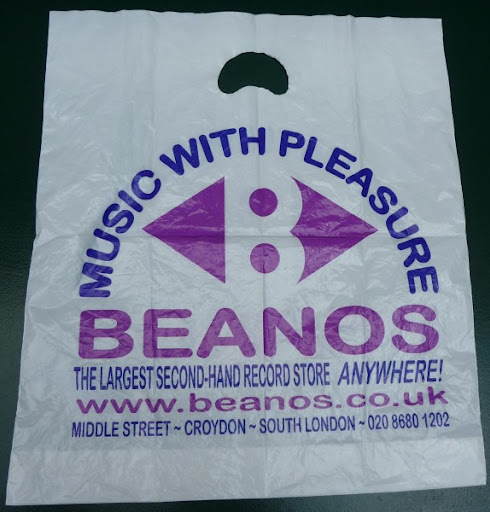 MUSIC WITH PLEASURE
BEANOS
THE LARGEST SECOND-HAND RECORD STORE ANYWHERE!
www.beanos.co.uk
MIDDLE STREET ~ CROYDON ~ SOUTH LONDON ~ 020 8680 1202